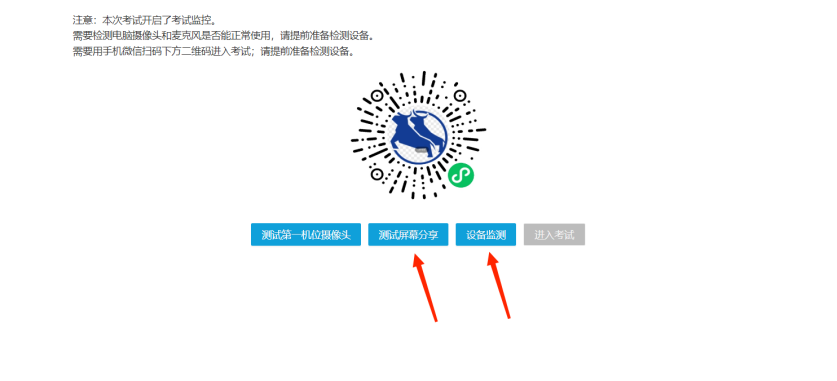 注意：本次考试开启了考试监控。
需要检测电脑摄像头和麦克风是否能正常使用，请提前准备检测设备。
需要用手机微信扫码下方二维码进入考试；请提前准备检测设备。
测试第一机位摄像头 测试屏幕分享 设备监测 进入考试